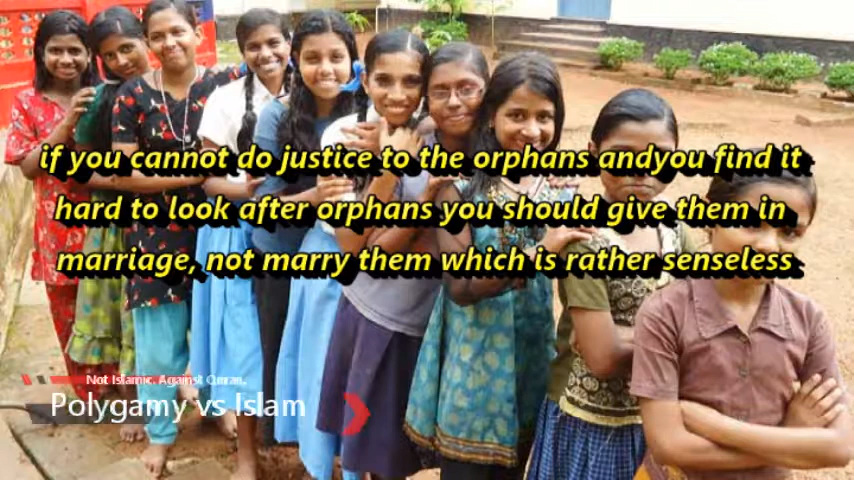 if you cannot do justice to the orphans andyou find it
hard to look after orphans you should give them in
marriage, not marry them which is rather senseless
Not Islamic. Against Quran.
Polygamy vs Islam